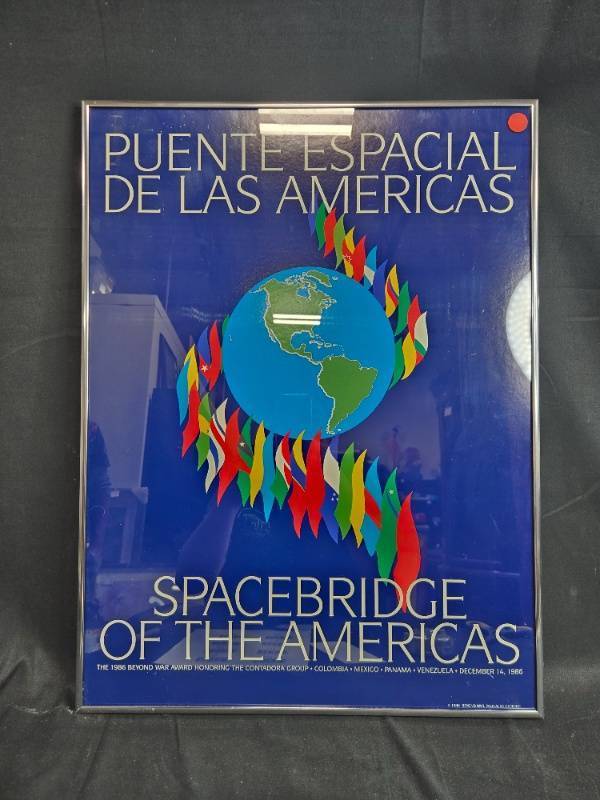 PUENTE ESPACIAL
DE LAS AMERICAS
SPACEBRIDGE
OF THE AMERICAS
THE 1986 BEYOND WAR AWARD HONORING THE CONTADORA GROUP • COLOMBIA • MEXICO • PANAMA • VENEZUELA • DECEMBER 14, 1986